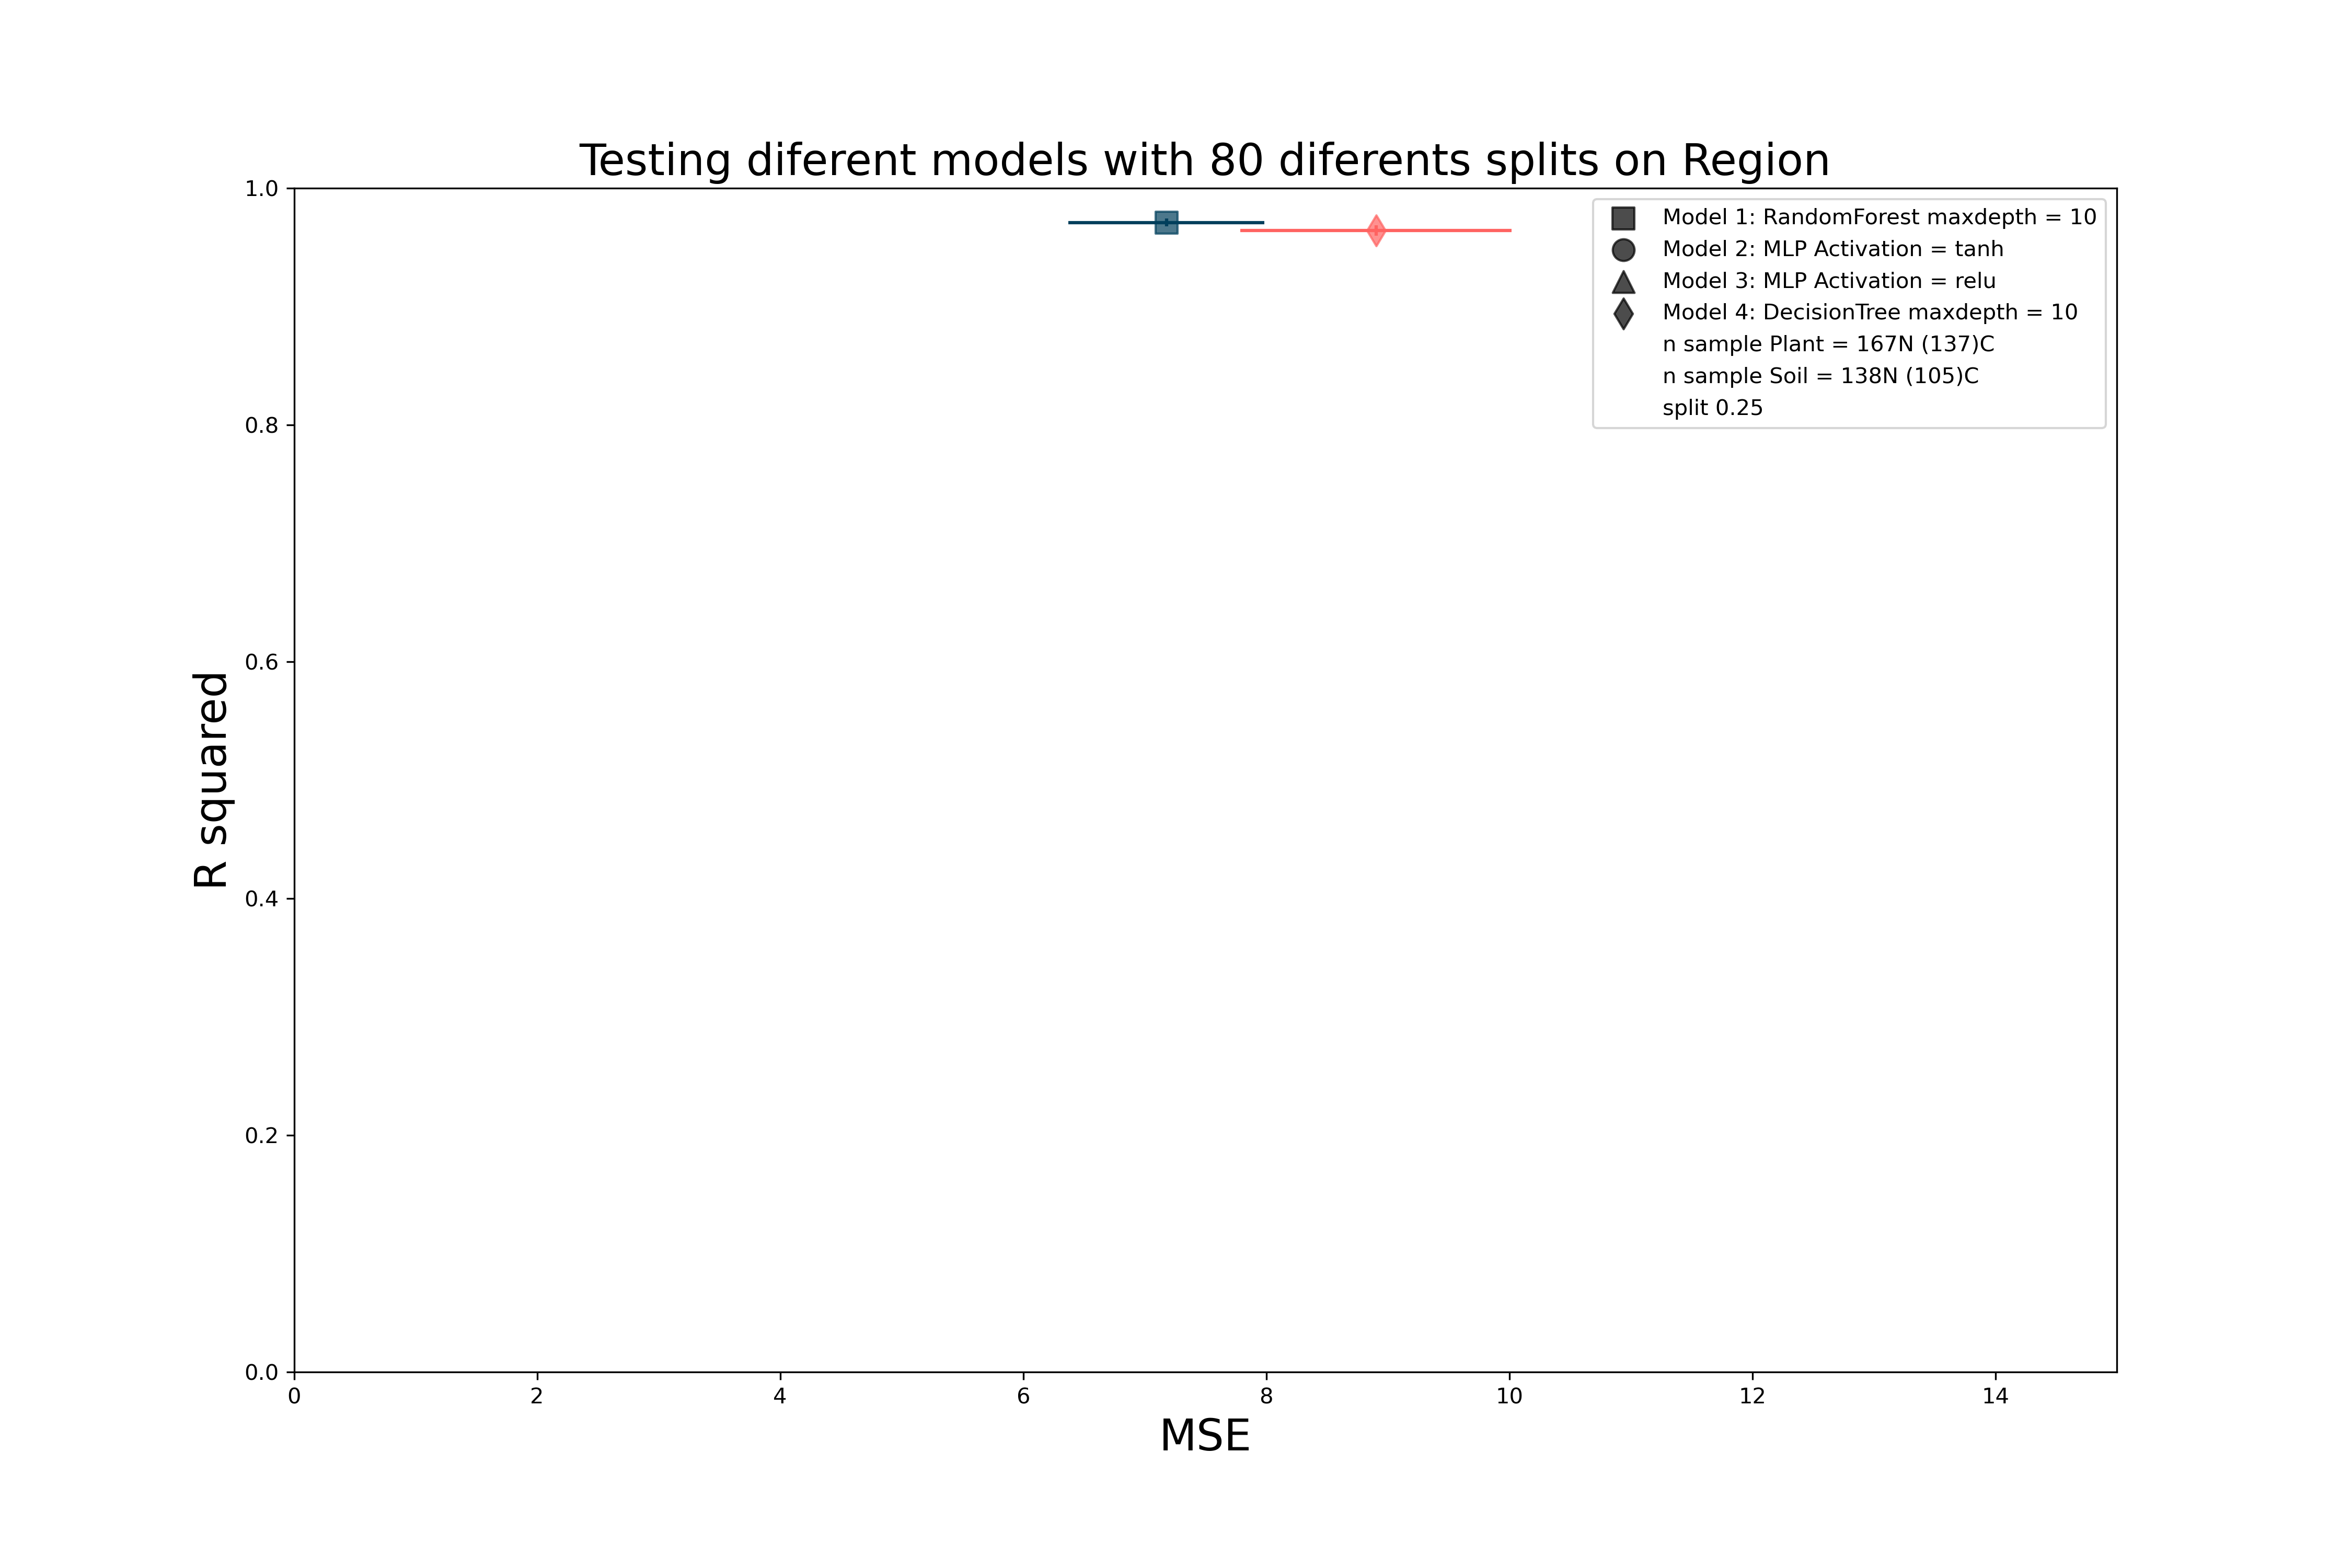 Testing diferent models with 80 diferents splits on Region
1.0
0.8
0.6
0.4
0.2
0.0
R squared
Model 1: RandomForest maxdepth = 10
Model 2: MLP Activation = tanh
Model 3: MLP Activation = relu
Model 4: DecisionTree maxdepth = 10
n sample Plant = 167N (137)C
n sample Soil = 138N (105)C
split 0.25
0 2 4 6 8 10 12 14
MSE